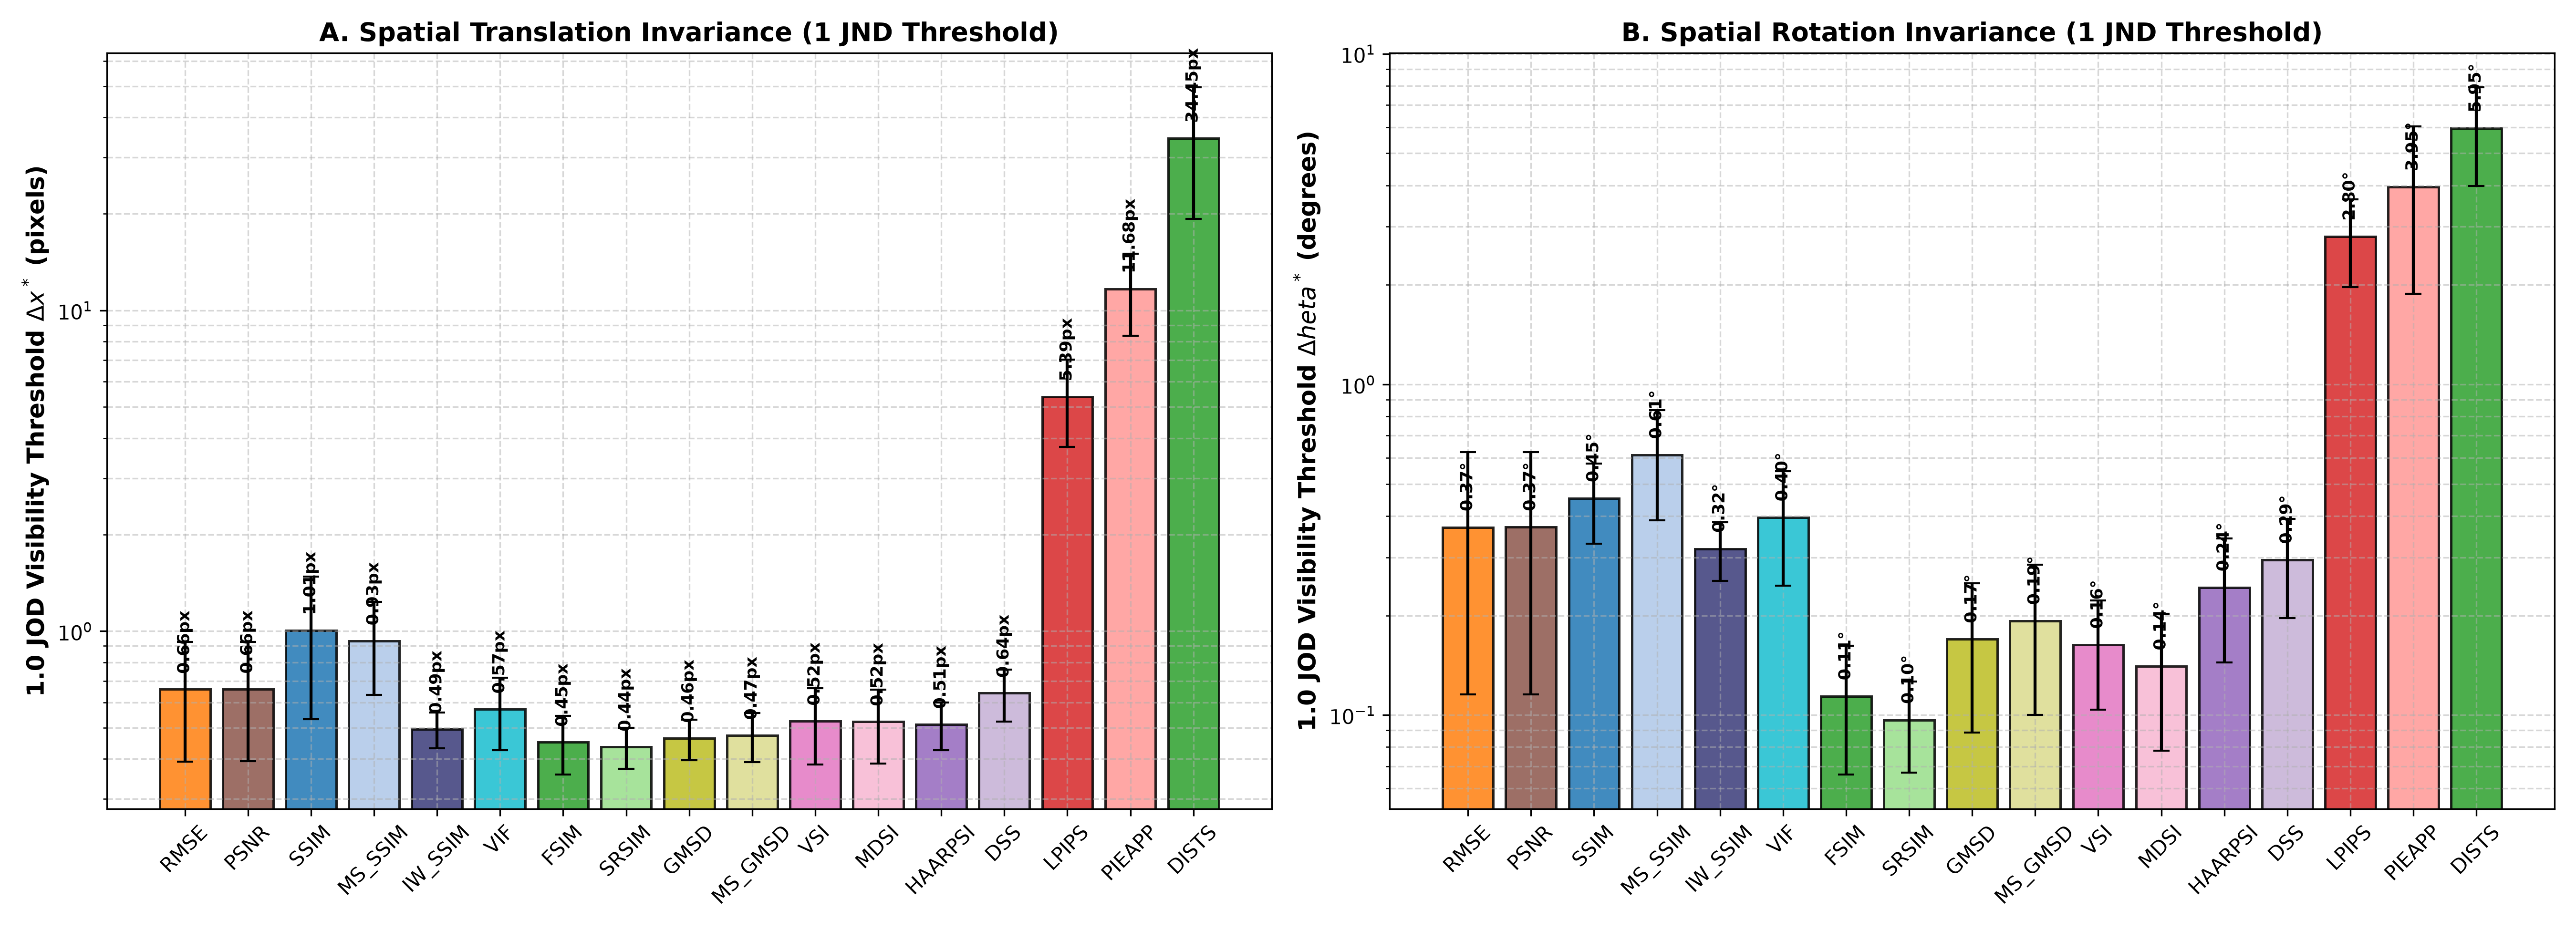 A. Spatial Translation Invariance (1 JND Threshold)
1.0 JOD Visibility Threshold Δx* (pixels)
10¹
10⁰
0.66px
0.66px
1.01px
0.93px
0.49px
0.57px
0.45px
0.44px
0.46px
0.47px
0.52px
0.52px
0.51px
0.64px
5.39px
11.68px
34.45px
RMSE
PSNR
SSIM
MS_SSIM
IW_SSIM
VIF
FSIM
SRSIM
GMSD
MS_GMSD
VSI
MDSI
HAARPSI
DSS
LPIPS
PIEAPP
DISTS
B. Spatial Rotation Invariance (1 JND Threshold)
1.0 JOD Visibility Threshold Δheta* (degrees)
10¹
10⁰
10⁻¹
0.37°
0.37°
0.45°
0.61°
0.32°
0.40°
0.11°
0.10°
0.17°
0.19°
0.16°
0.14°
0.24°
0.29°
2.80°
3.95°
5.95°
RMSE
PSNR
SSIM
MS_SSIM
IW_SSIM
VIF
FSIM
SRSIM
GMSD
MS_GMSD
VSI
MDSI
HAARPSI
DSS
LPIPS
PIEAPP
DISTS